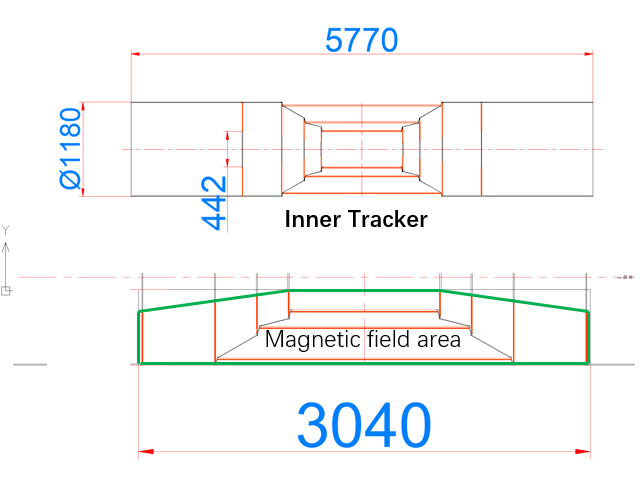 5770
Ø1180
442
Inner Tracker
Y
Magnetic field area
3040